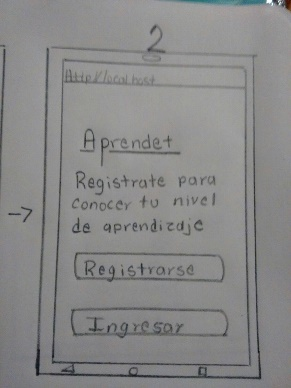 2
Http//localhost
Aprendet
Registrate para
conocer tu nivel
de aprendizaje
Registrarse
Ingresar